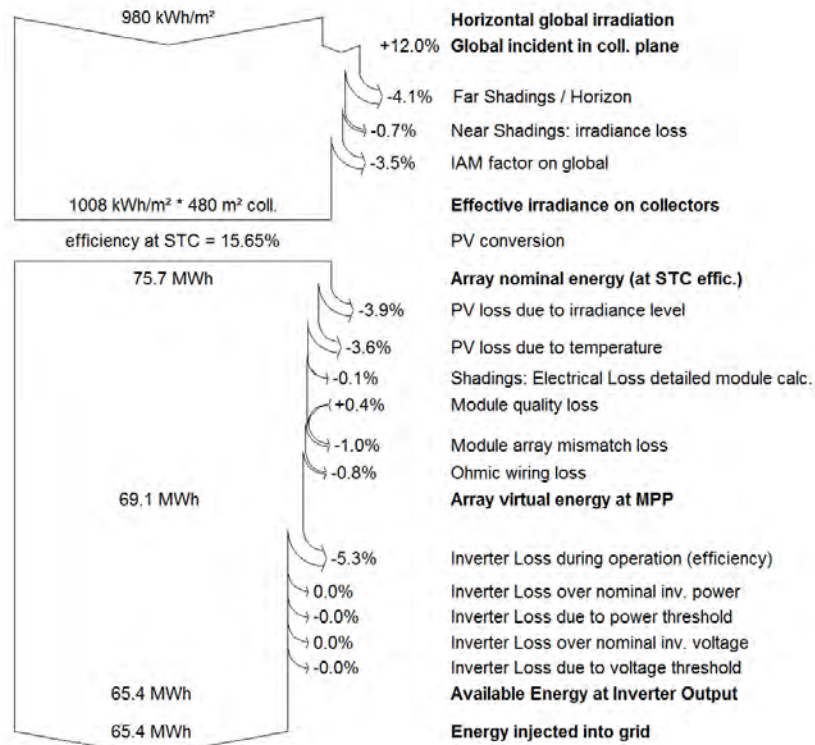 980 kWh/m² Horizontal global irradiation
+12.0% Global incident in coll. plane
-4.1% Far Shadings / Horizon
-0.7% Near Shadings: irradiance loss
-3.5% IAM factor on global
1008 kWh/m² * 480 m² coll. Effective irradiance on collectors
efficiency at STC = 15.65% PV conversion
75.7 MWh Array nominal energy (at STC effic.)
-3.9% PV loss due to irradiance level
-3.6% PV loss due to temperature
-0.1% Shadings: Electrical Loss detailed module calc.
+0.4% Module quality loss
-1.0% Module array mismatch loss
-0.8% Ohmic wiring loss
69.1 MWh Array virtual energy at MPP
-5.3% Inverter Loss during operation (efficiency)
0.0% Inverter Loss over nominal inv. power
-0.0% Inverter Loss due to power threshold
0.0% Inverter Loss over nominal inv. voltage
-0.0% Inverter Loss due to voltage threshold
65.4 MWh Available Energy at Inverter Output
65.4 MWh Energy injected into grid